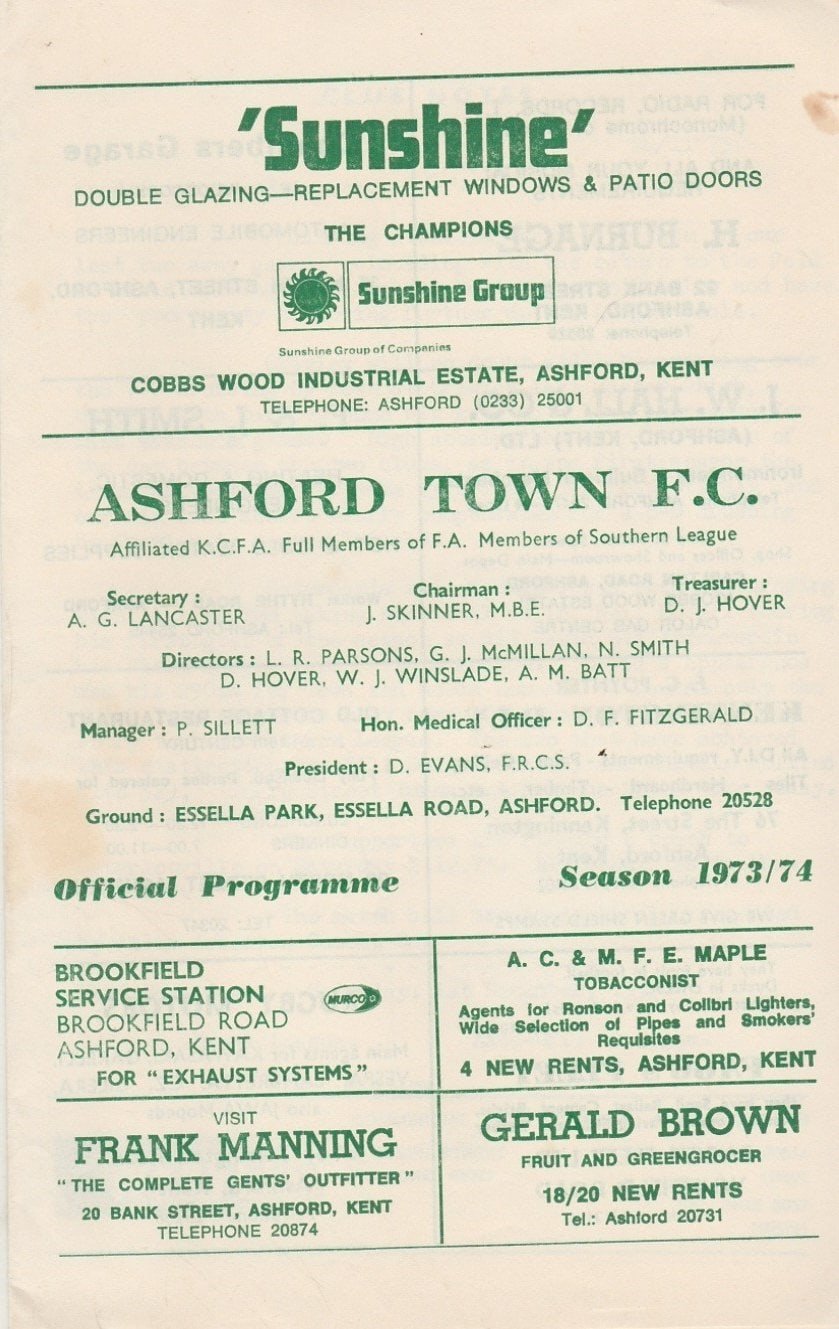 'Sunshine'
DOUBLE GLAZING—REPLACEMENT WINDOWS & PATIO DOORS
THE CHAMPIONS
Sunshine Group
Sunshine Group of Companies
COBBS WOOD INDUSTRIAL ESTATE, ASHFORD, KENT
TELEPHONE: ASHFORD (0233) 25001
ASHFORD TOWN F.C.
Affiliated K.C.F.A. Full Members of F.A. Members of Southern League
Secretary :
A. G. LANCASTER
Chairman :
J. SKINNER, M.B.E.
Treasurer :
D. J. HOVER
Directors : L. R. PARSONS, G. J. McMILLAN, N. SMITH
D. HOVER, W. J. WINSLADE, A. M. BATT
Manager : P. SILLETT
Hon. Medical Officer : D. F. FITZGERALD
President : D. EVANS, F.R.C.S.
Ground : ESSELLA PARK, ESSELLA ROAD, ASHFORD. Telephone 20528
Official Programme
Season 1973/74
BROOKFIELD
SERVICE STATION
MURCO
BROOKFIELD ROAD
ASHFORD, KENT
FOR "EXHAUST SYSTEMS"
A. C. & M. F. E. MAPLE
TOBACCONIST
Agents for Ronson and Colibri Lighters,
Wide Selection of Pipes and Smokers'
Requisites
4 NEW RENTS, ASHFORD, KENT
VISIT
FRANK MANNING
"THE COMPLETE GENTS' OUTFITTER"
20 BANK STREET, ASHFORD, KENT
TELEPHONE 20874
GERALD BROWN
FRUIT AND GREENGROCER
18/20 NEW RENTS
Tel.: Ashford 20731